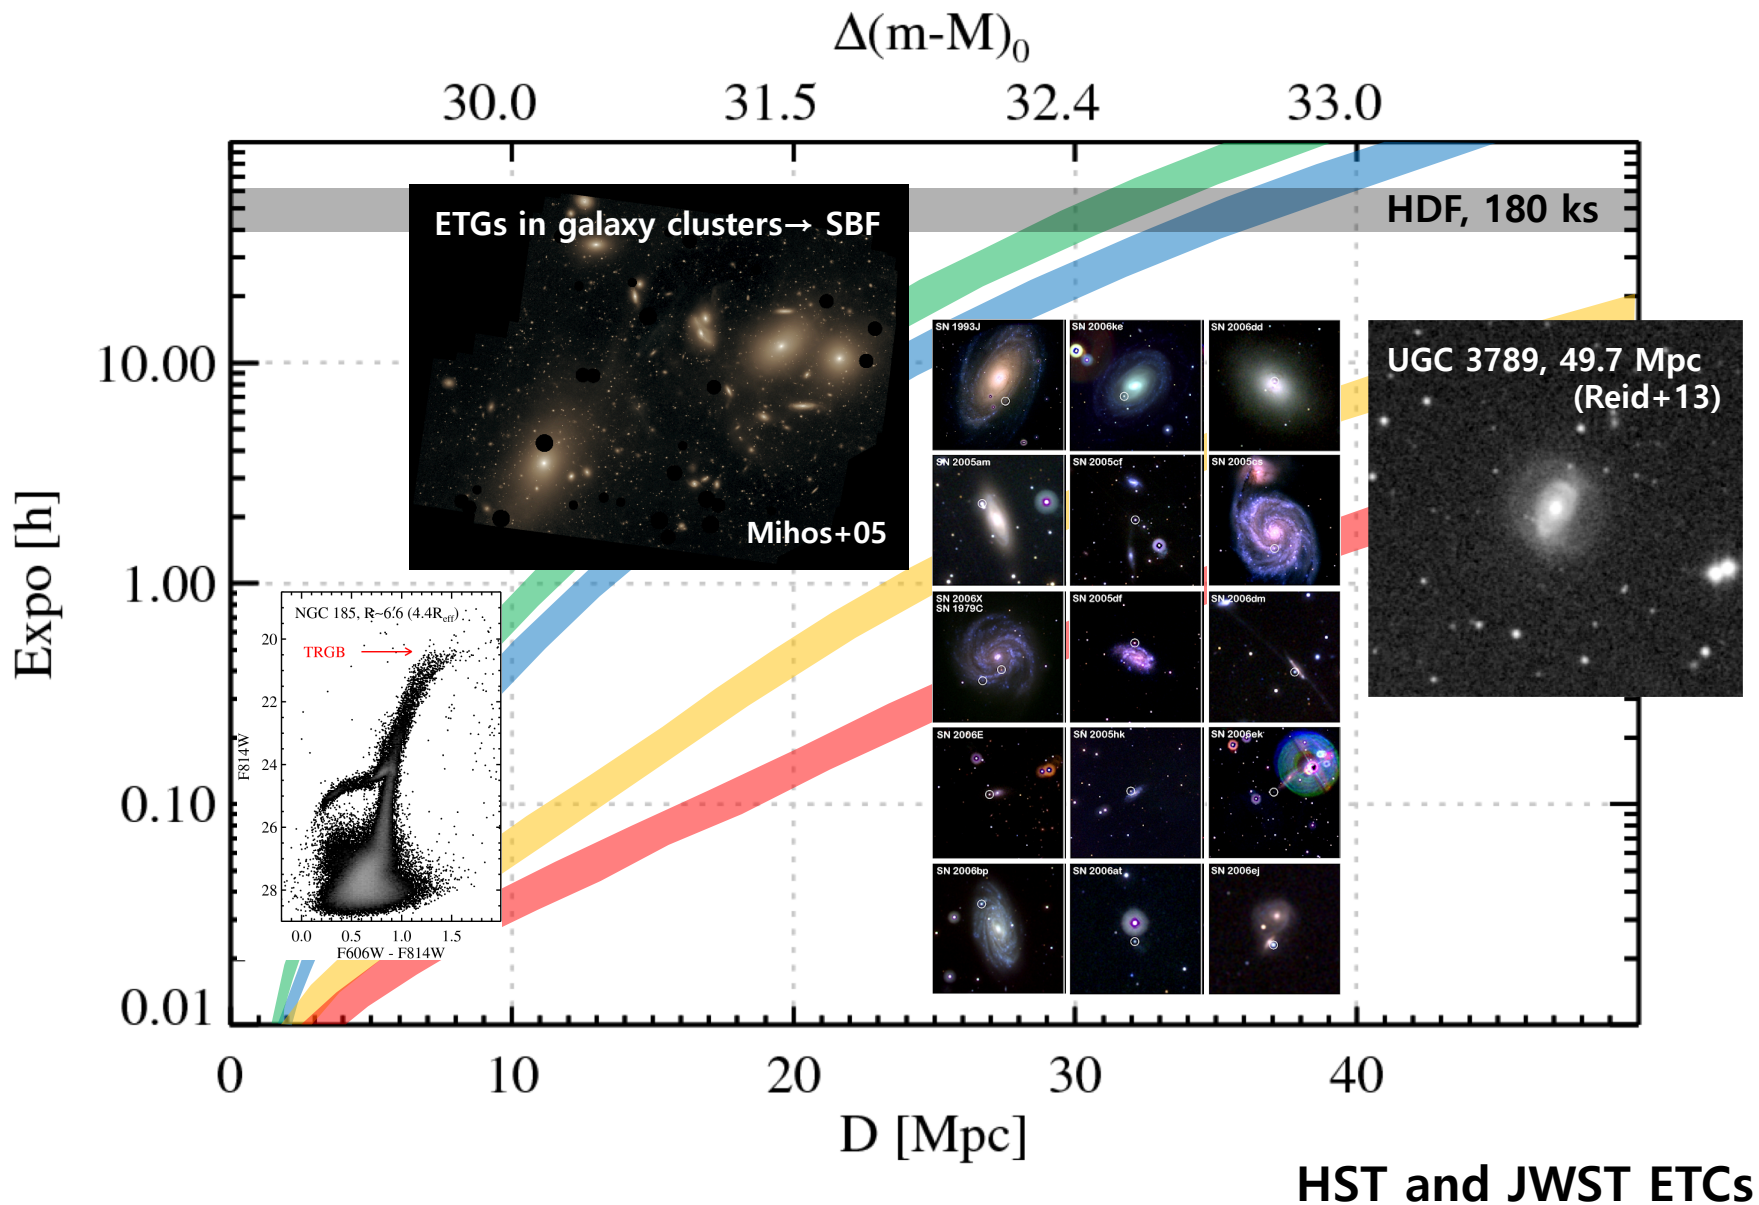 Δ(m-M)₀
30.0 31.5 32.4 33.0
HDF, 180 ks
ETGs in galaxy clusters→ SBF
Mihos+05
UGC 3789, 49.7 Mpc
(Reid+13)
SN 1993J
SN 2006ke
SN 2006dd
SN 2005am
SN 2005cf
SN 2005cs
SN 2006X
SN 1979C
SN 2005df
SN 2006dm
SN 2006E
SN 2005hk
SN 2006ek
SN 2006bp
SN 2006at
SN 2006ej
Expo [h]
10.00
1.00
0.10
0.01
NGC 185, R~6.'6 (4.4Reff)
TRGB
F814W
20
22
24
26
28
0.0 0.5 1.0 1.5
F606W - F814W
0 10 20 30 40
D [Mpc]
HST and JWST ETCs